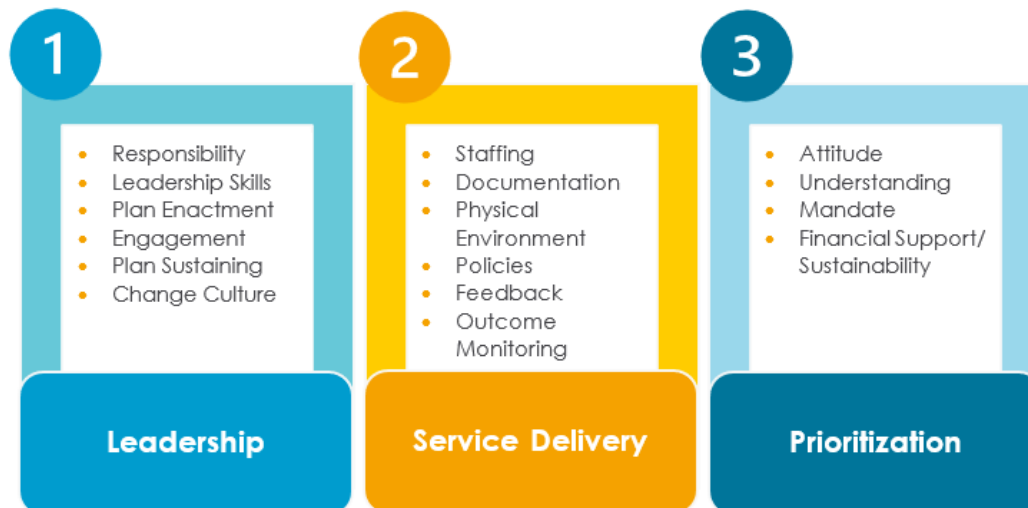 1
Responsibility
Leadership Skills
Plan Enactment
Engagement
Plan Sustaining
Change Culture
Leadership
2
Staffing
Documentation
Physical
Environment
Policies
Feedback
Outcome
Monitoring
Service Delivery
3
Attitude
Understanding
Mandate
Financial Support/
Sustainability
Prioritization